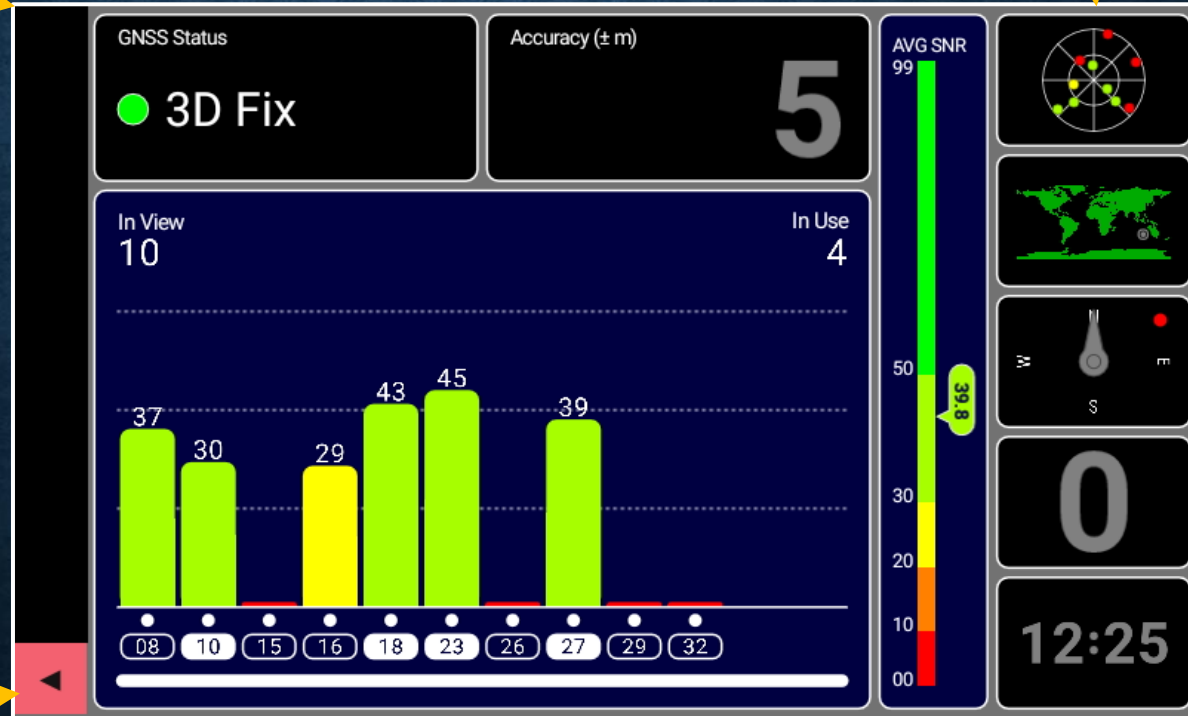 GNSS Status
3D Fix
Accuracy (± m)
5
In View
10
In Use
4
37
30
29
43
45
39
08 10 15 16 18 23 26 27 29 32
AVG SNR
99
50
39.8
30
20
10
00
N
W
E
S
0
12:25